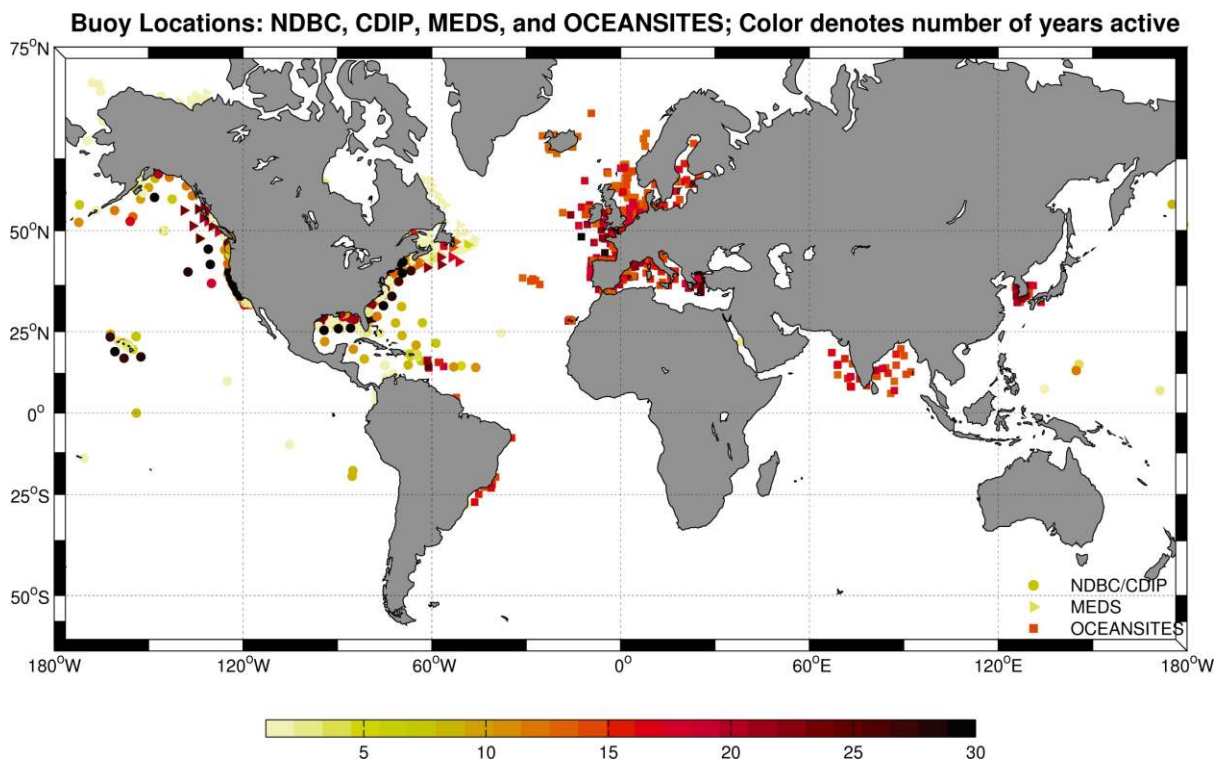 Buoy Locations: NDBC, CDIP, MEDS, and OCEANSITES; Color denotes number of years active
75°N
50°N
25°N
0°
25°S
50°S
NDBC/CDIP
MEDS
OCEANSITES
180°W 120°W 60°W 0° 60°E 120°E 180°W
5 10 15 20 25 30